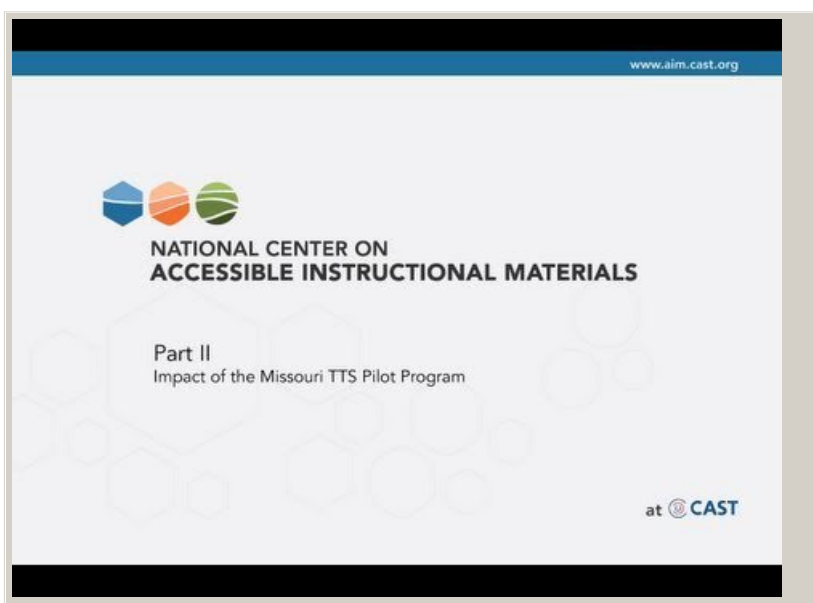 www.aim.cast.org
NATIONAL CENTER ON
ACCESSIBLE INSTRUCTIONAL MATERIALS
Part II
Impact of the Missouri TTS Pilot Program
at CAST